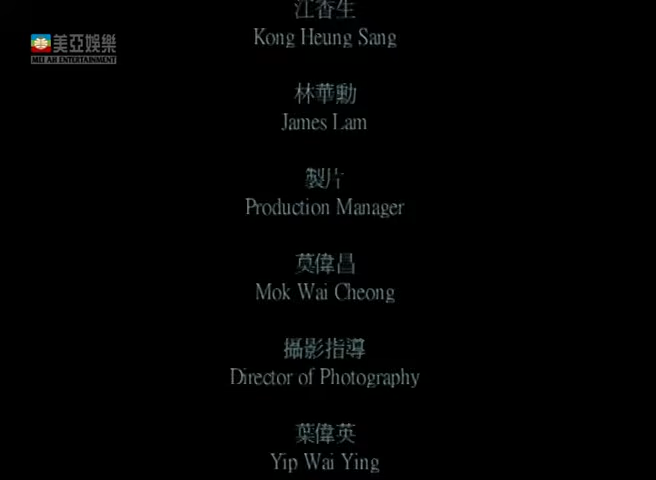 江香生
Kong Heung Sang
美亞娛樂
MEI AH ENTERTAINMENT
林華勳
James Lam
製片
Production Manager
莫偉昌
Mok Wai Cheong
攝影指導
Director of Photography
葉偉英
Yip Wai Ying